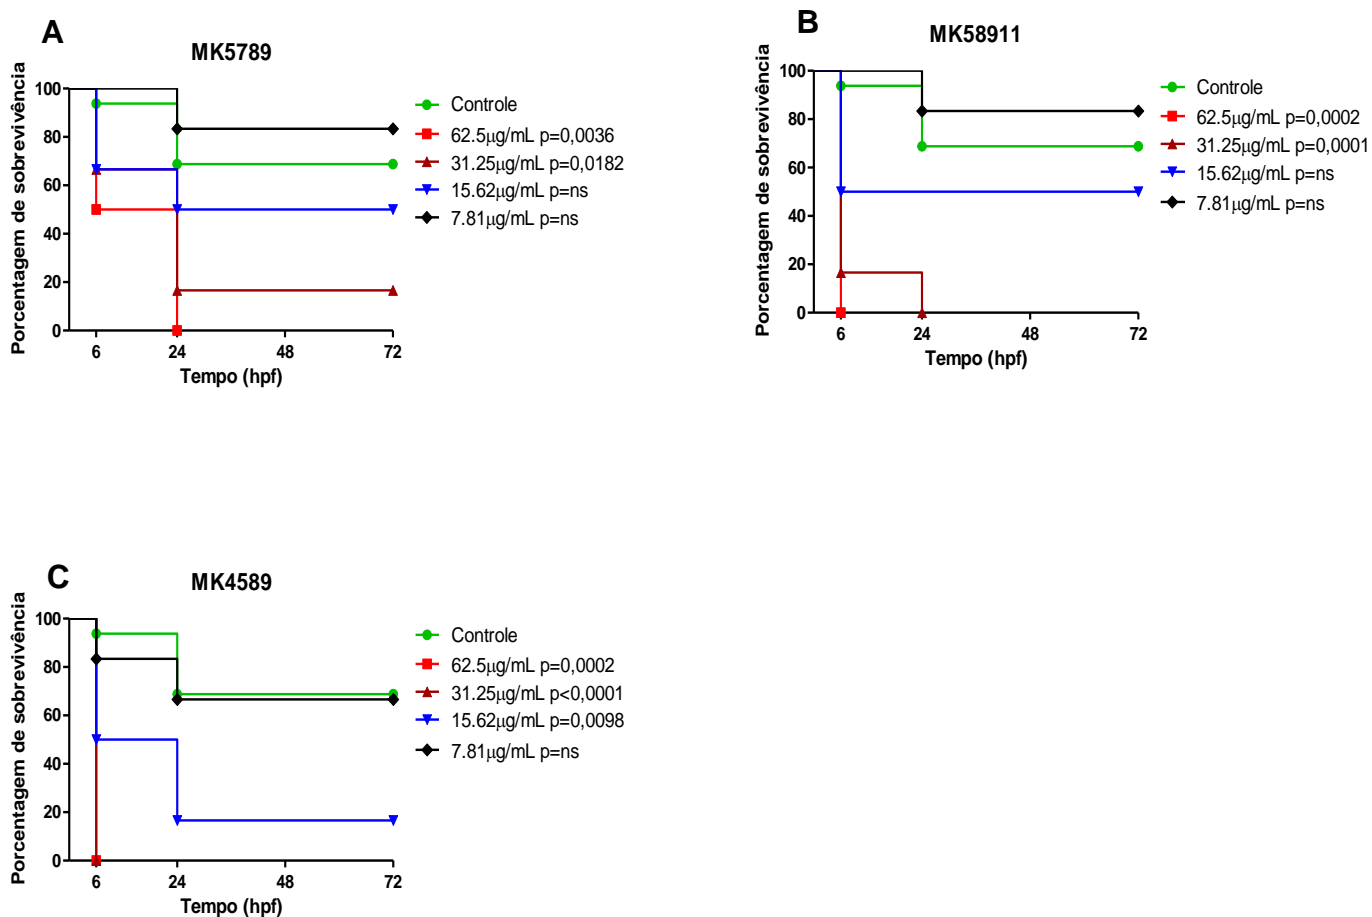 A
MK5789
Porcentagem de sobrevivência
100
80
60
40
20
0
6 24 48 72
Tempo (hpf)
Controle
62.5µg/mL p=0,0036
31.25µg/mL p=0,0182
15.62µg/mL p=ns
7.81µg/mL p=ns
B
MK58911
Porcentagem de sobrevivência
100
80
60
40
20
0
6 24 48 72
Tempo (hpf)
Controle
62.5µg/mL p=0,0002
31.25µg/mL p=0,0001
15.62µg/mL p=ns
7.81µg/mL p=ns
C
MK4589
Porcentagem de sobrevivência
100
80
60
40
20
0
6 24 48 72
Tempo (hpf)
Controle
62.5µg/mL p=0,0002
31.25µg/mL p<0,0001
15.62µg/mL p=0,0098
7.81µg/mL p=ns